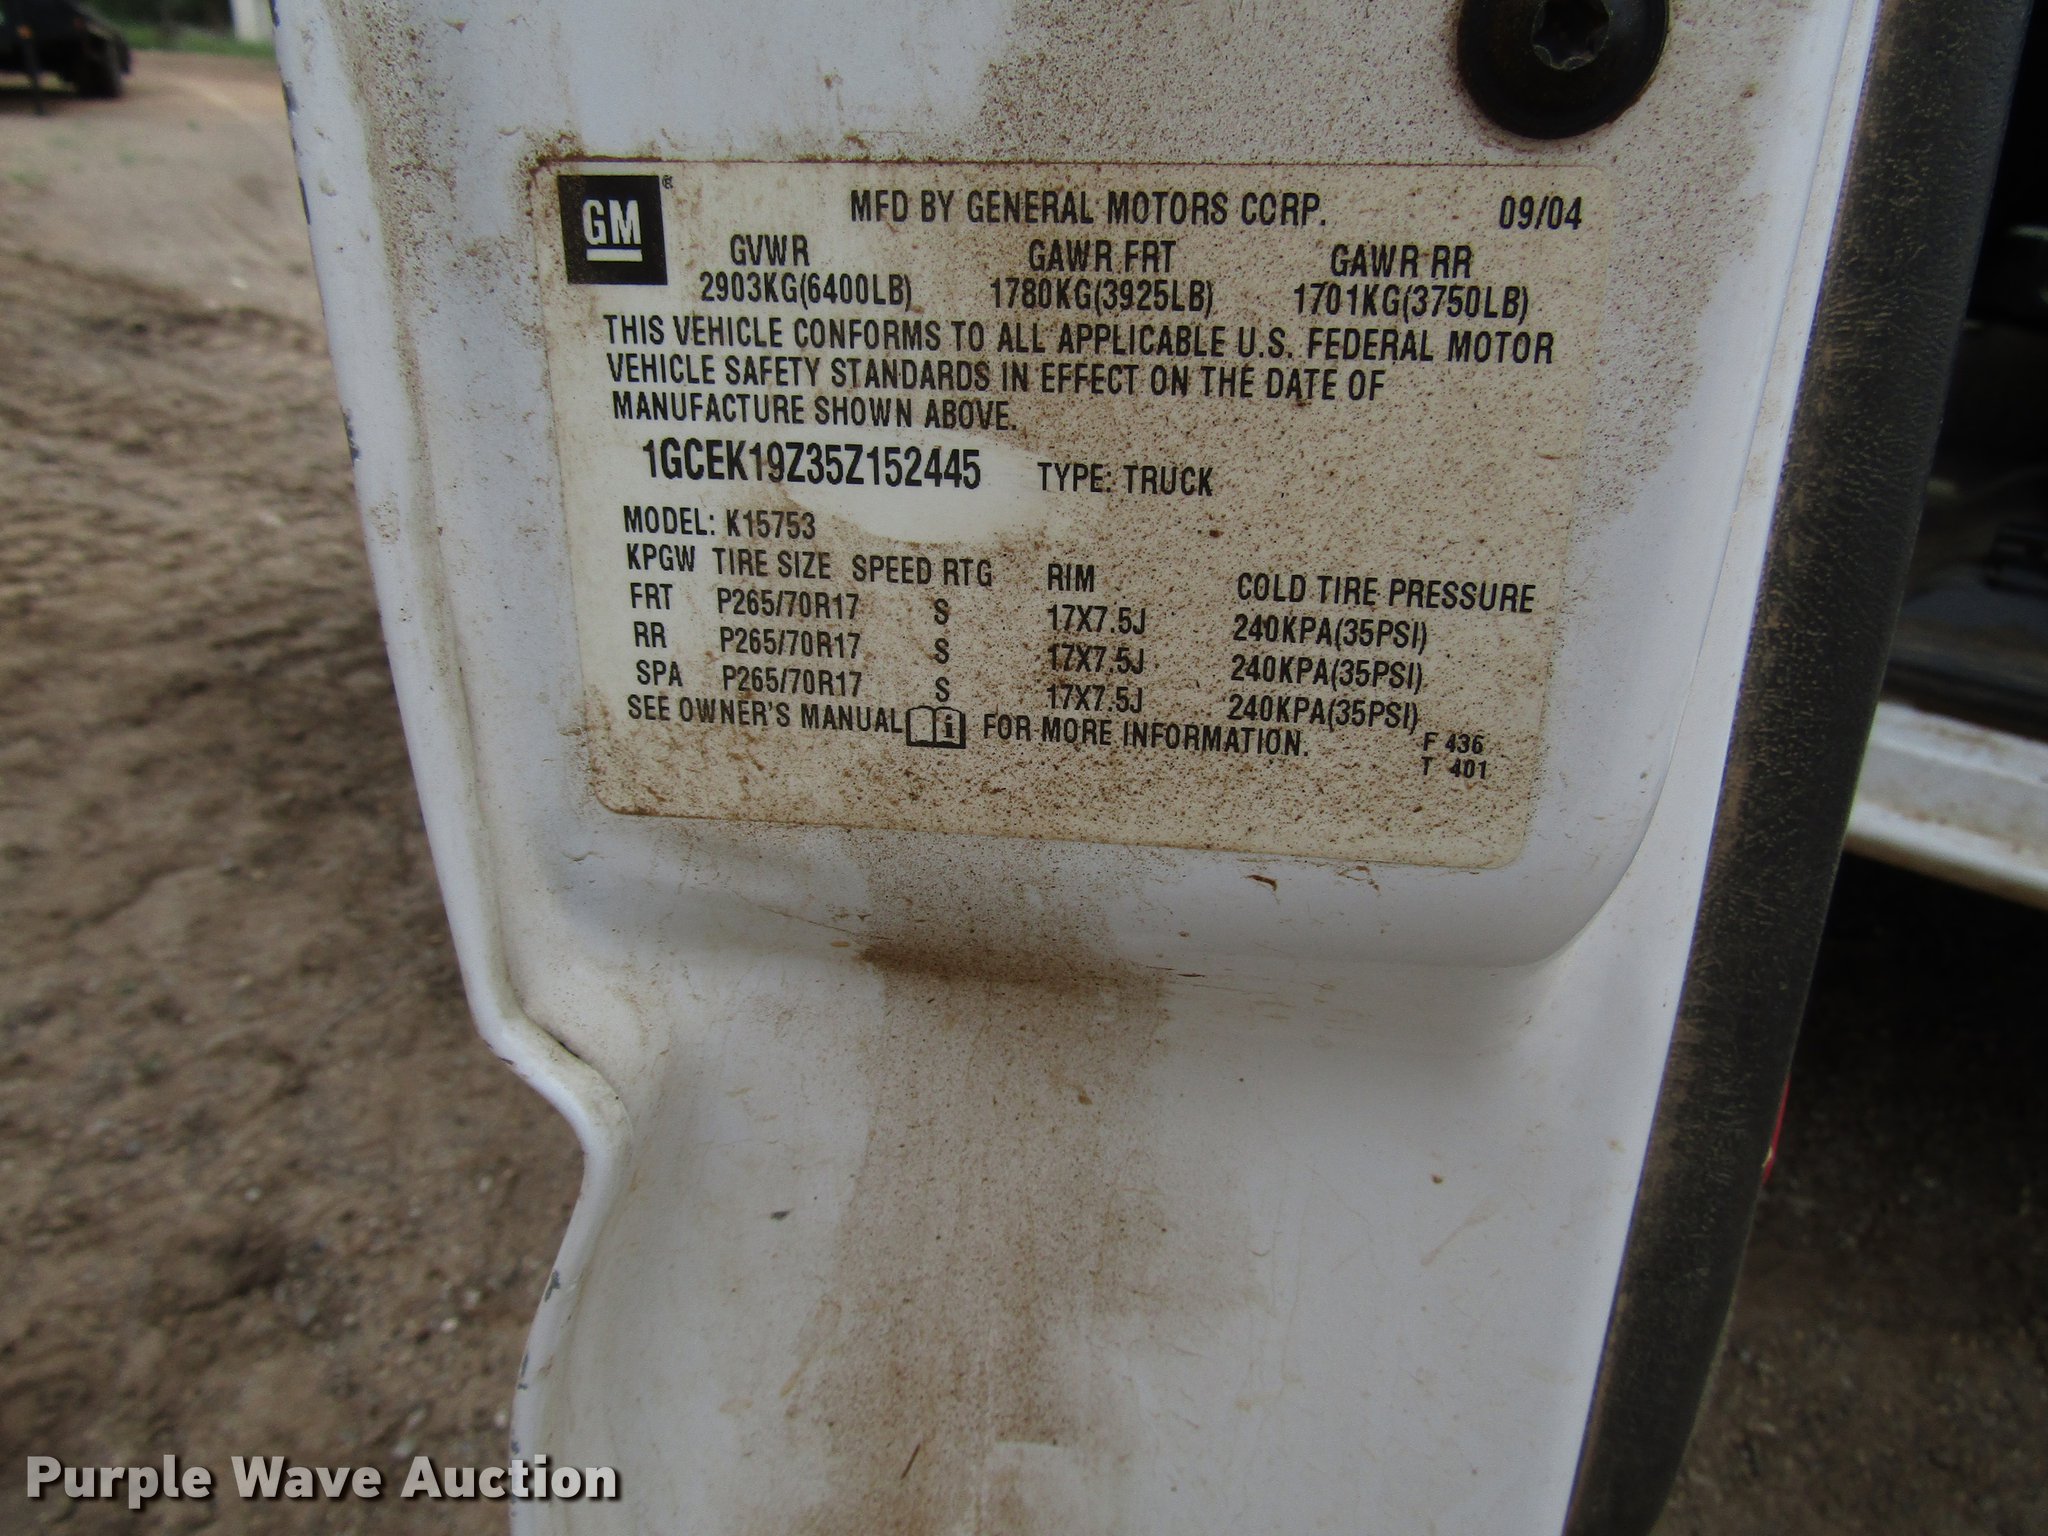 GM®
MFD BY GENERAL MOTORS CORP. 09/04
GVWR GAWR FRT GAWR RR
2903KG(6400LB) 1780KG(3925LB) 1701KG(3750LB)
THIS VEHICLE CONFORMS TO ALL APPLICABLE U.S. FEDERAL MOTOR
VEHICLE SAFETY STANDARDS IN EFFECT ON THE DATE OF
MANUFACTURE SHOWN ABOVE.
1GCEK19Z35Z152445 TYPE: TRUCK
MODEL: K15753
KPGW TIRE SIZE SPEED RTG RIM COLD TIRE PRESSURE
FRT P265/70R17 S 17X7.5J 240KPA(35PSI)
RR P265/70R17 S 17X7.5J 240KPA(35PSI)
SPA P265/70R17 S 17X7.5J 240KPA(35PSI)
SEE OWNER'S MANUAL i FOR MORE INFORMATION.
F 436
T 401
Purple Wave Auction